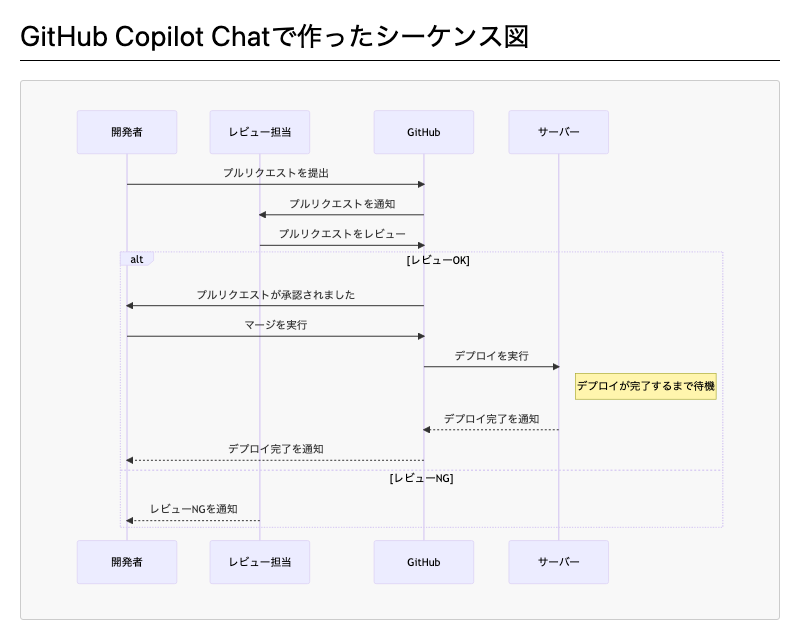 GitHub Copilot Chatで作ったシーケンス図
開発者 レビュー担当 GitHub サーバー
プルリクエストを提出
プルリクエストを通知
プルリクエストをレビュー
alt [レビューOK]
プルリクエストが承認されました
マージを実行
デプロイを実行
デプロイが完了するまで待機
デプロイ完了を通知
デプロイ完了を通知
[レビューNG]
レビューNGを通知
開発者 レビュー担当 GitHub サーバー